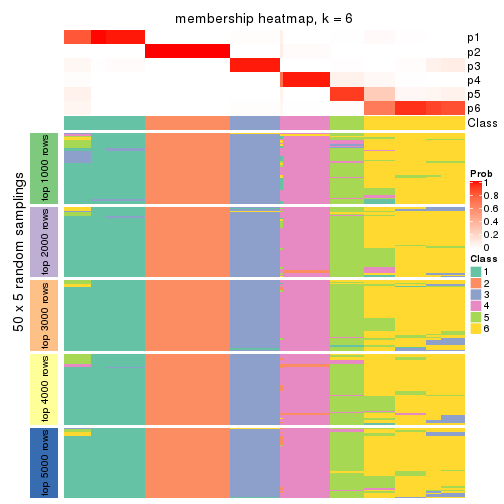 membership heatmap, k = 6
p1
p2
p3
p4
p5
p6
Class
50 x 5 random samplings
top 1000 rows
top 2000 rows
top 3000 rows
top 4000 rows
top 5000 rows
Prob
1
0.8
0.6
0.4
0.2
0
Class
1
2
3
4
5
6